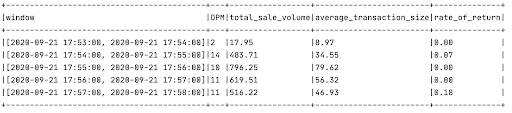 +------------------------------------------+---+-----------------+------------------------+--------------+
|window                                    |OPM|total_sale_volume|average_transaction_size|rate_of_return|
+------------------------------------------+---+-----------------+------------------------+--------------+
|[2020-09-21 17:53:00, 2020-09-21 17:54:00]|2  |17.95            |8.97                    |0.00          |
|[2020-09-21 17:54:00, 2020-09-21 17:55:00]|14 |483.71           |34.55                   |0.07          |
|[2020-09-21 17:55:00, 2020-09-21 17:56:00]|10 |796.25           |79.62                   |0.00          |
|[2020-09-21 17:56:00, 2020-09-21 17:57:00]|11 |619.51           |56.32                   |0.00          |
|[2020-09-21 17:57:00, 2020-09-21 17:58:00]|11 |516.22           |46.93                   |0.18          |
+------------------------------------------+---+-----------------+------------------------+--------------+